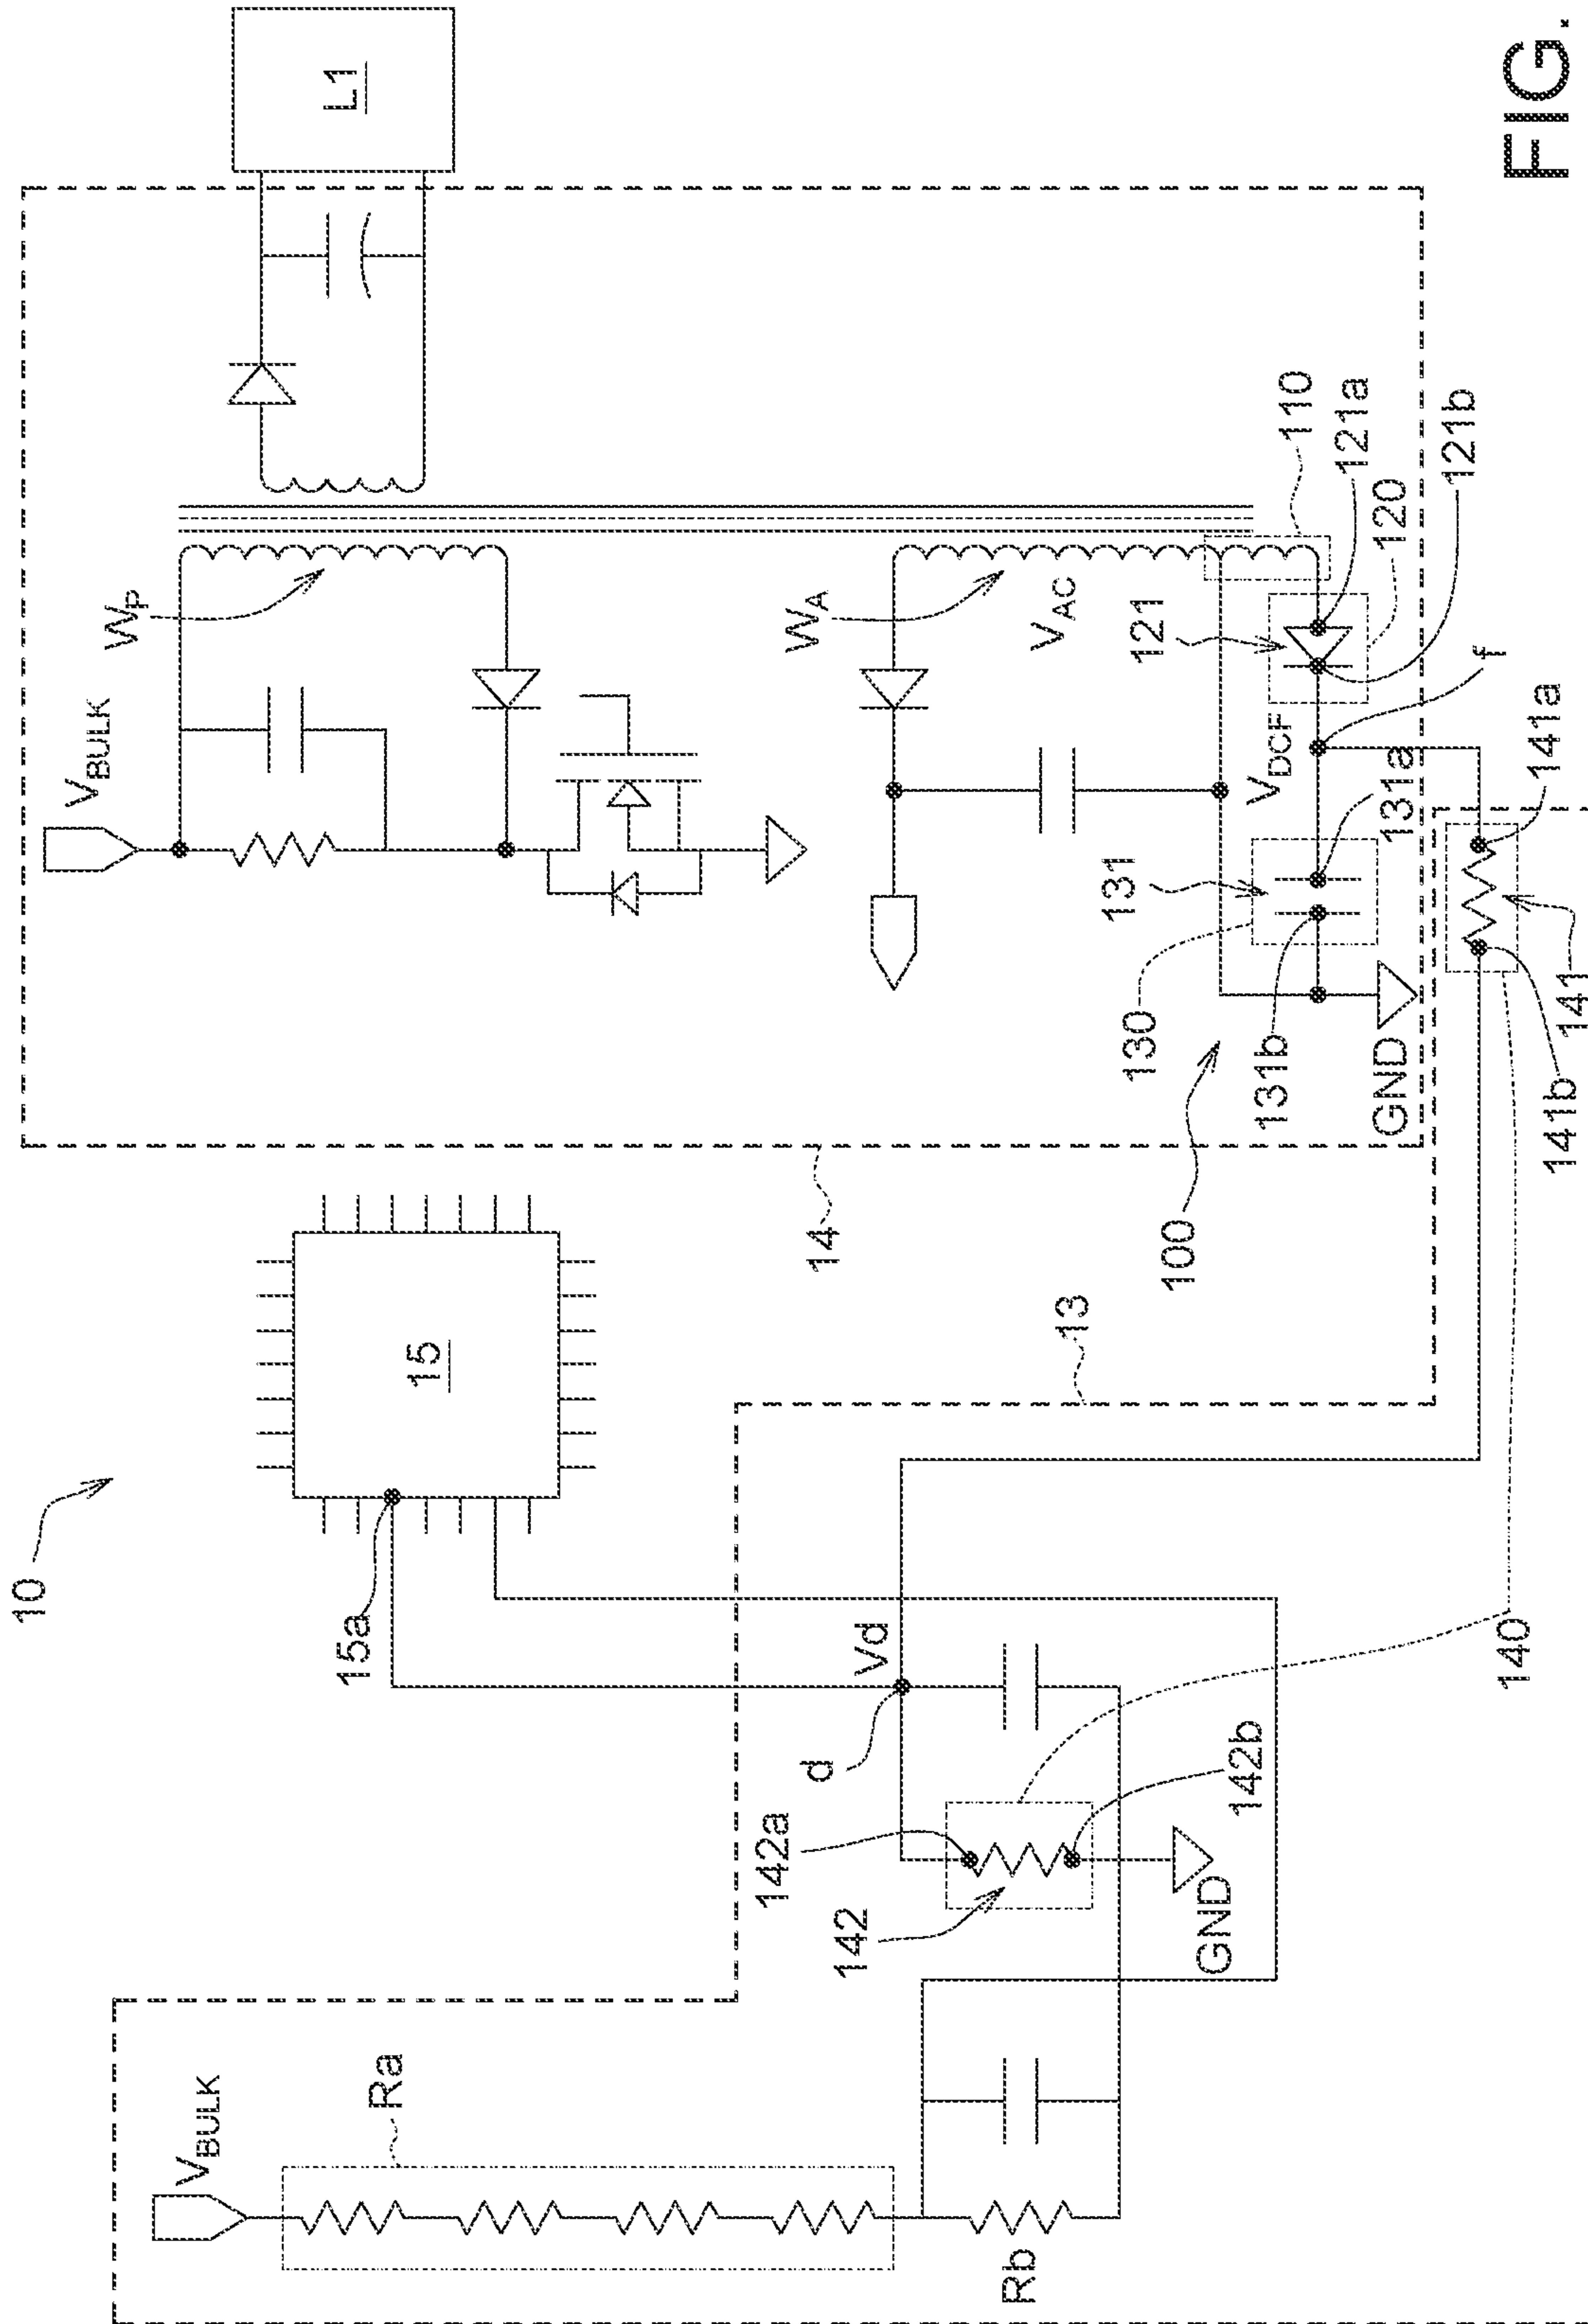 10
15a
15
V_BULK
W_P
L1
14
W_A
V_AC
121
110
121a
120
121b
f
V_DCF
131
131a
130
131b
100
GND
141a
141
141b
13
V_BULK
Ra
Rb
d
Vd
142a
142
142b
GND
140
FIG.